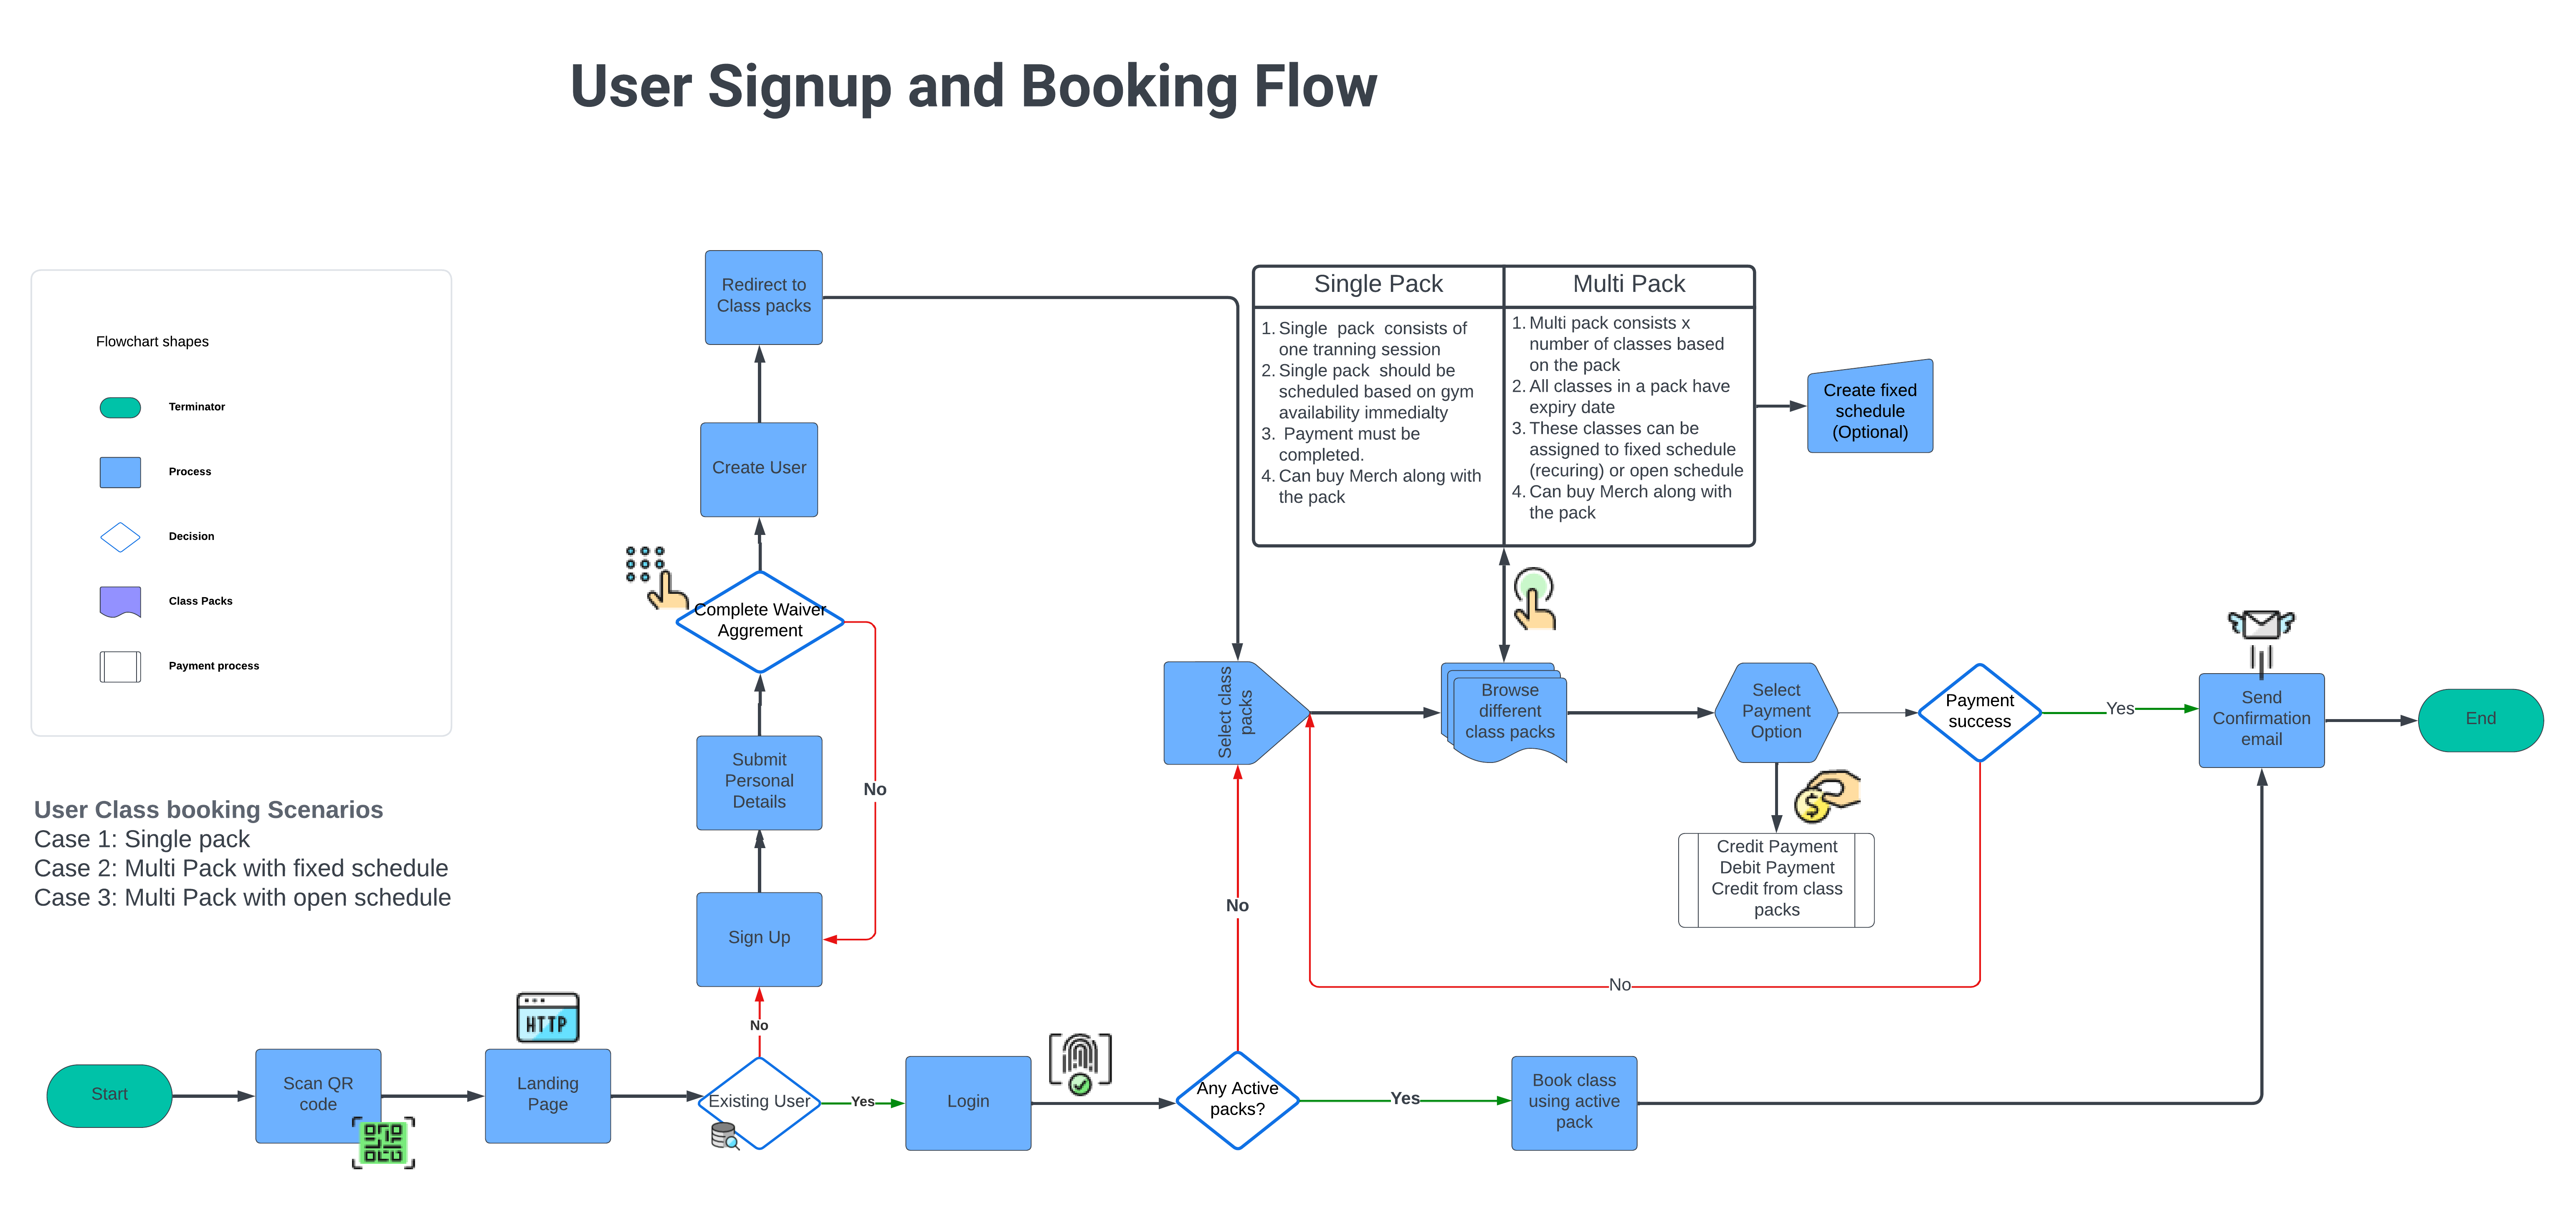 User Signup and Booking Flow
Flowchart shapes
Terminator
Process
Decision
Class Packs
Payment process
User Class booking Scenarios
Case 1: Single pack
Case 2: Multi Pack with fixed schedule
Case 3: Multi Pack with open schedule
Start
Scan QR
code
HTTP
Landing
Page
Existing User
No
Yes
Sign Up
Submit
Personal
Details
Complete Waiver
Aggrement
No
Create User
Redirect to
Class packs
Login
Any Active
packs?
No
Yes
Book class
using active
pack
Select class
packs
Browse
different
class packs
Single Pack
1. Single pack consists of
one tranning session
2. Single pack should be
scheduled based on gym
availability immedialty
3. Payment must be
completed.
4. Can buy Merch along with
the pack
Multi Pack
1. Multi pack consists x
number of classes based
on the pack
2. All classes in a pack have
expiry date
3. These classes can be
assigned to fixed schedule
(recuring) or open schedule
4. Can buy Merch along with
the pack
Create fixed
schedule
(Optional)
Select
Payment
Option
$
Credit Payment
Debit Payment
Credit from class
packs
Payment
success
Yes
No
Send
Confirmation
email
End